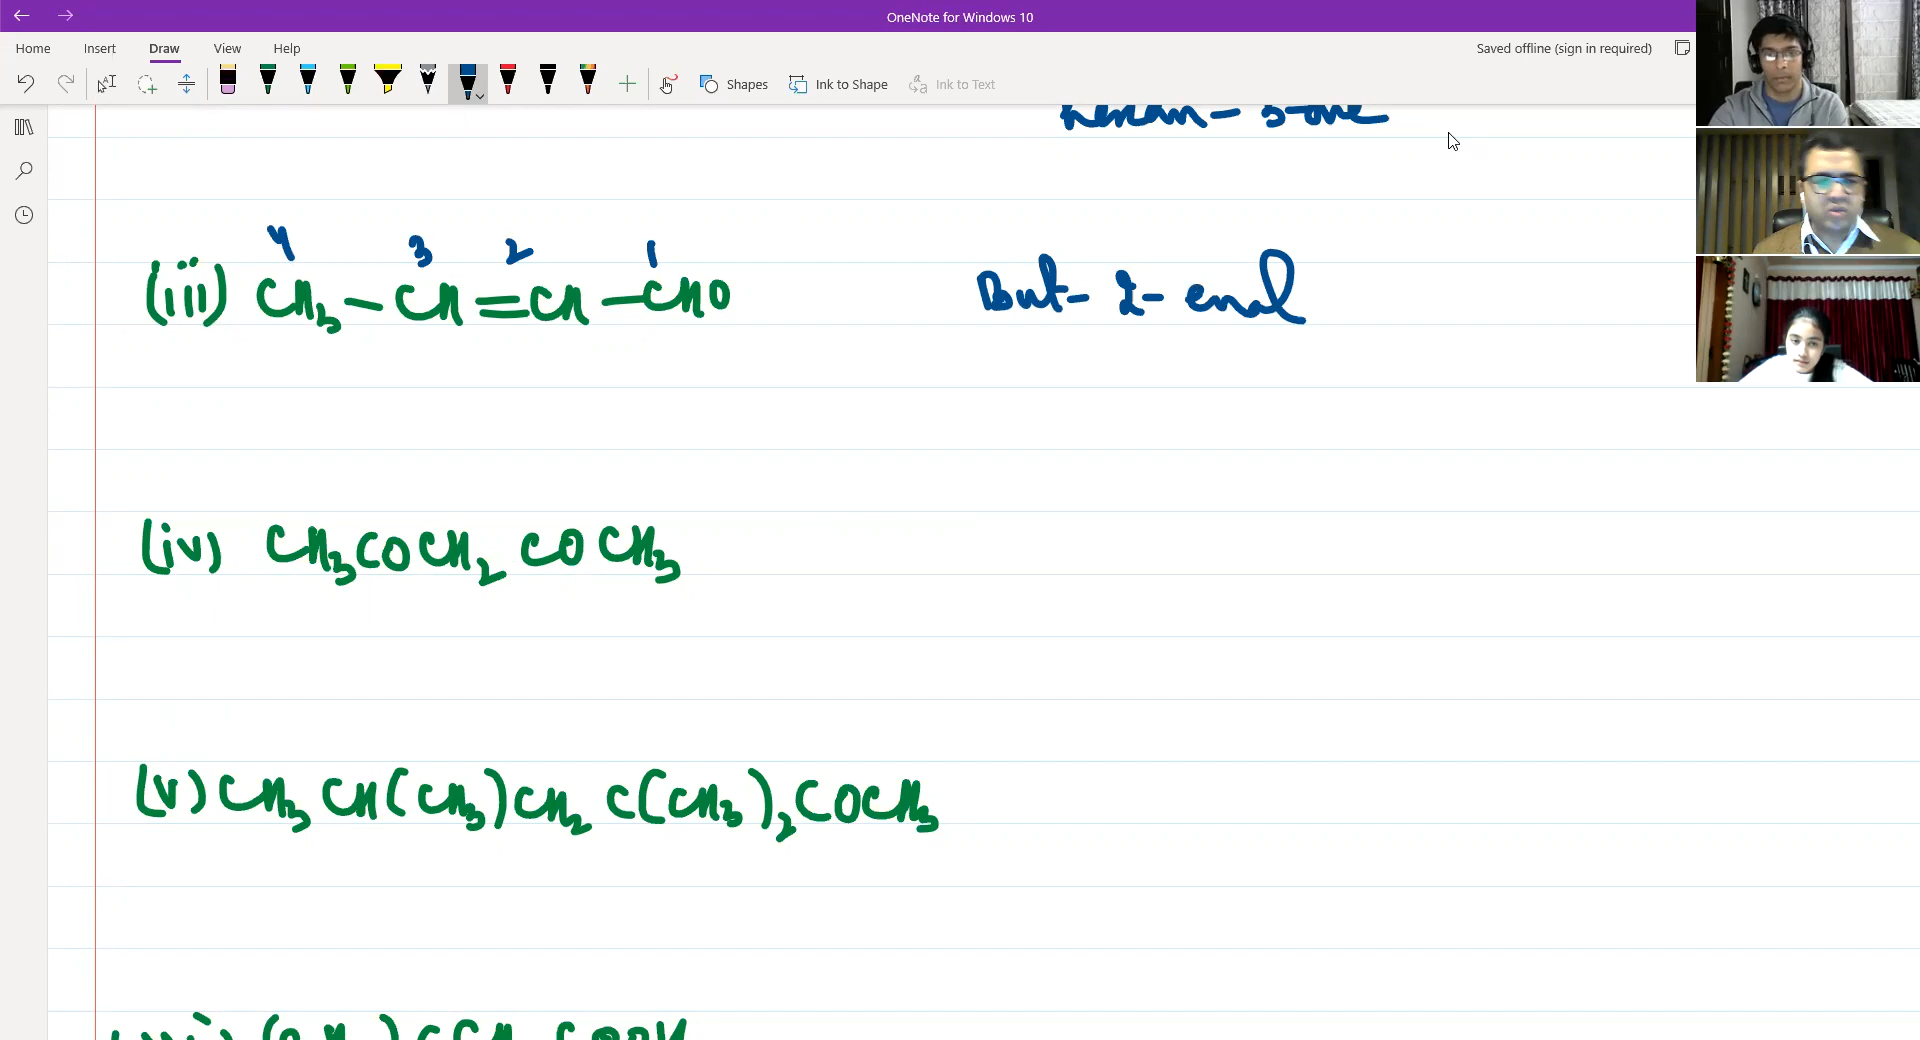 OneNote for Windows 10
Home Insert Draw View Help
Saved offline (sign in required)
Shapes Ink to Shape Ink to Text
4 3 2 1
(iii) CH3 — CH = CH — CHO But-2-enal
(iv) CH3COCH2COCH3
(v) CH3CH(CH3)CH2C(CH3)2COCH3